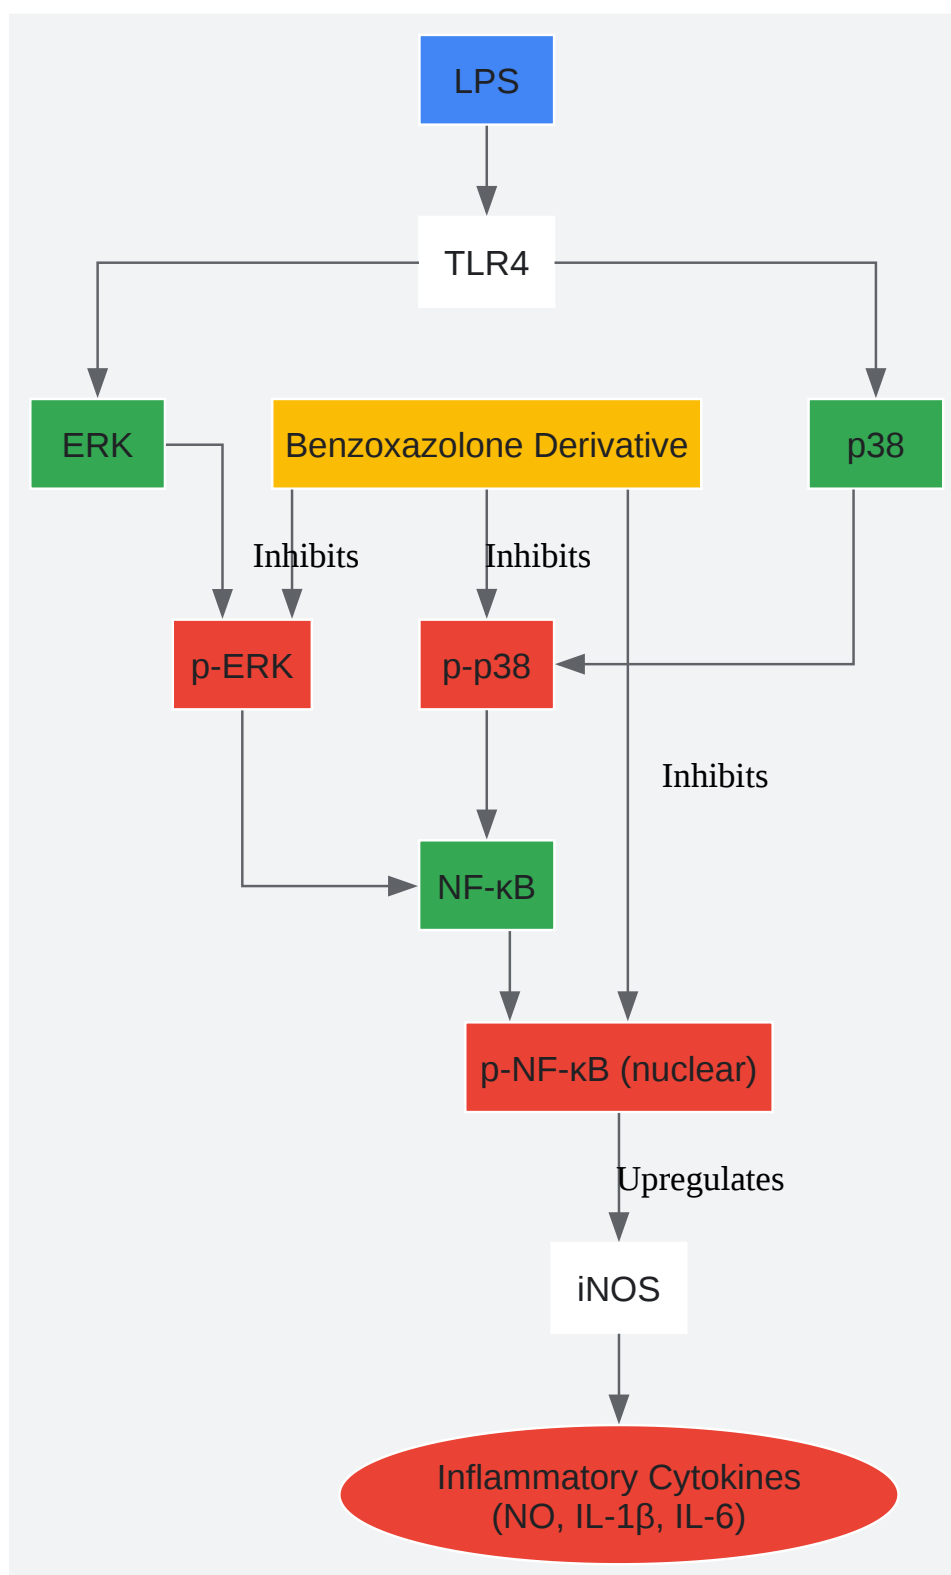 LPS
TLR4
ERK
Benzoxazolone Derivative
p38
Inhibits
Inhibits
p-ERK
p-p38
Inhibits
NF-κB
p-NF-κB (nuclear)
Upregulates
iNOS
Inflammatory Cytokines
(NO, IL-1β, IL-6)